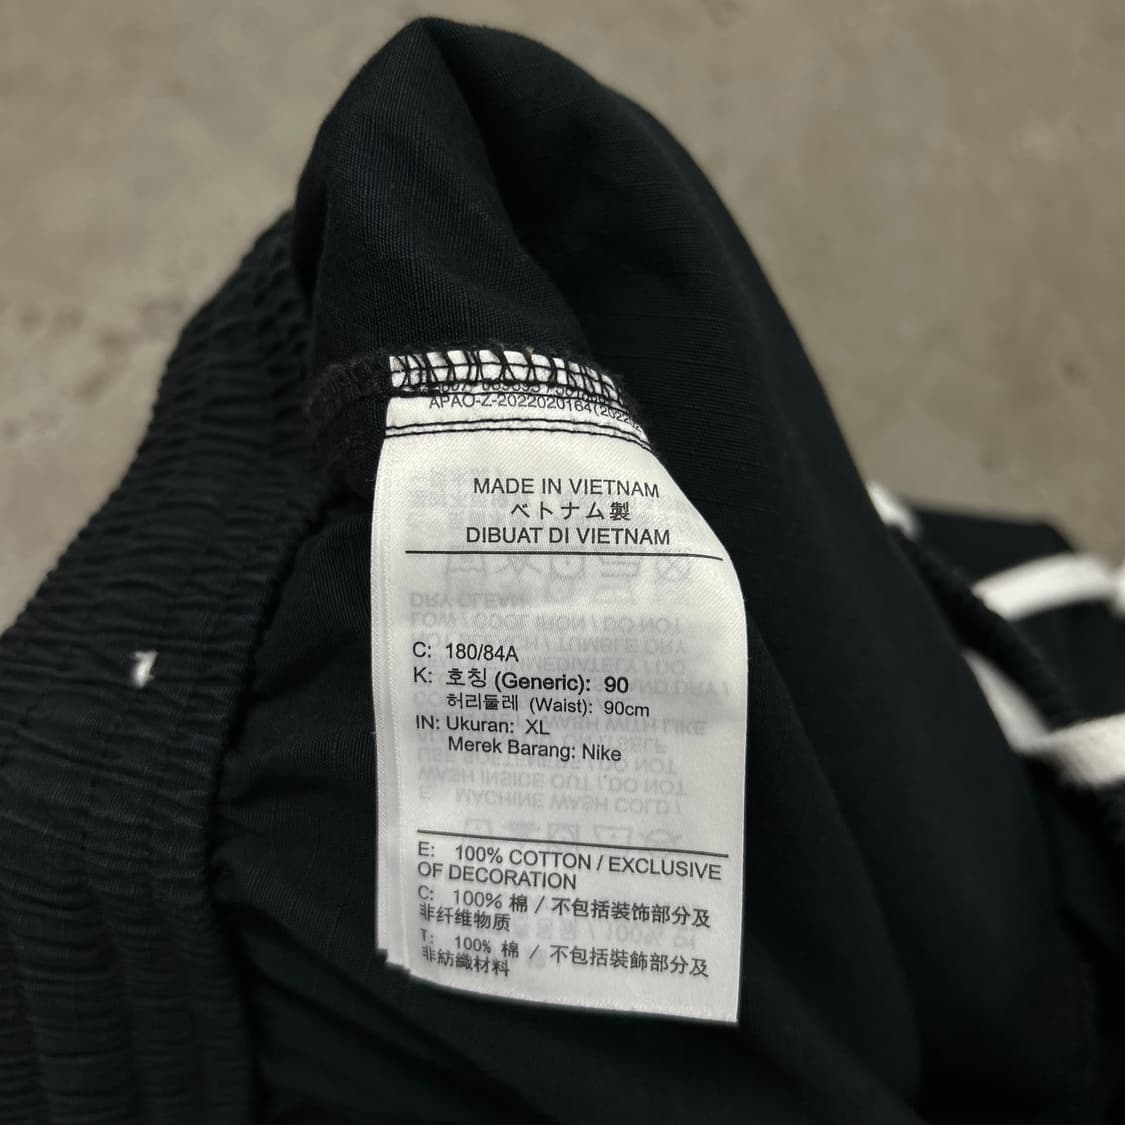 APAO-Z-2022020164(2022
MADE IN VIETNAM
ベトナム製
DIBUAT DI VIETNAM
C: 180/84A
K: 호칭 (Generic): 90
허리둘레 (Waist): 90cm
IN: Ukuran: XL
Merek Barang: Nike
E: 100% COTTON / EXCLUSIVE
OF DECORATION
C: 100% 棉 / 不包括装饰部分及
非纤维物质
T: 100% 棉 / 不包括裝飾部分及
非紡織材料